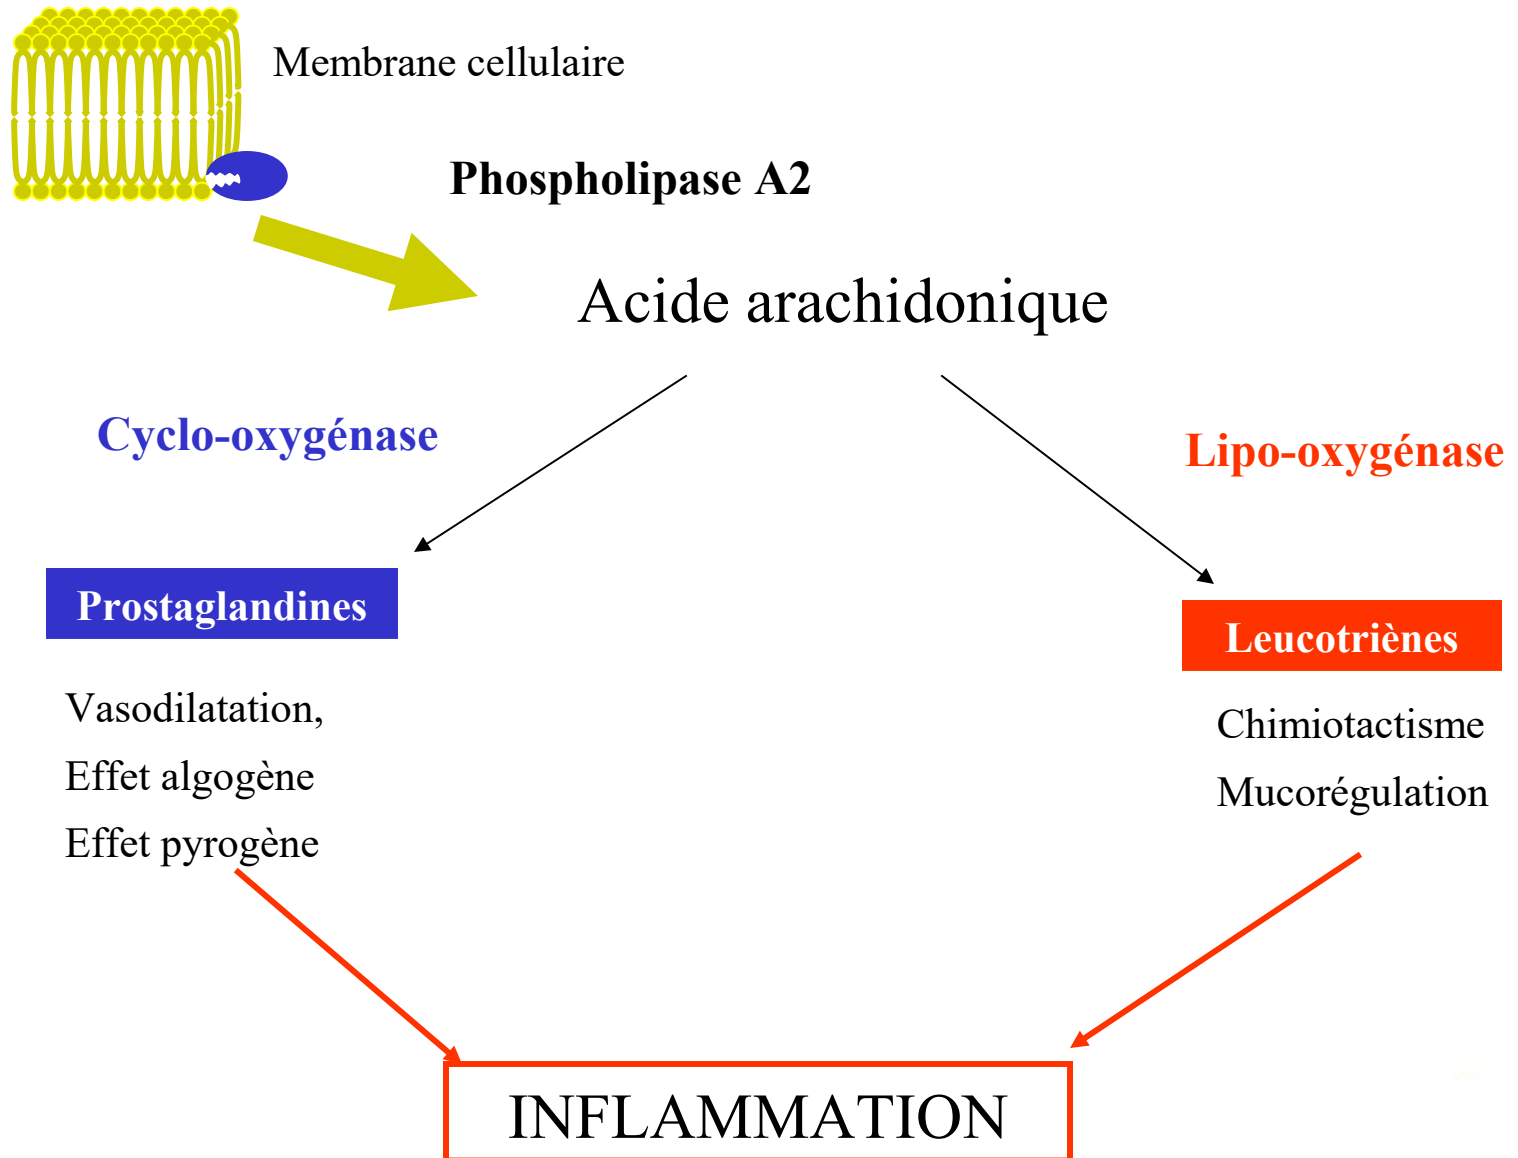 Membrane cellulaire
Phospholipase A2
Acide arachidonique
Cyclo-oxygénase
Lipo-oxygénase
Prostaglandines
Leucotriènes
Vasodilatation,
Effet algogène
Effet pyrogène
Chimiotactisme
Mucorégulation
INFLAMMATION